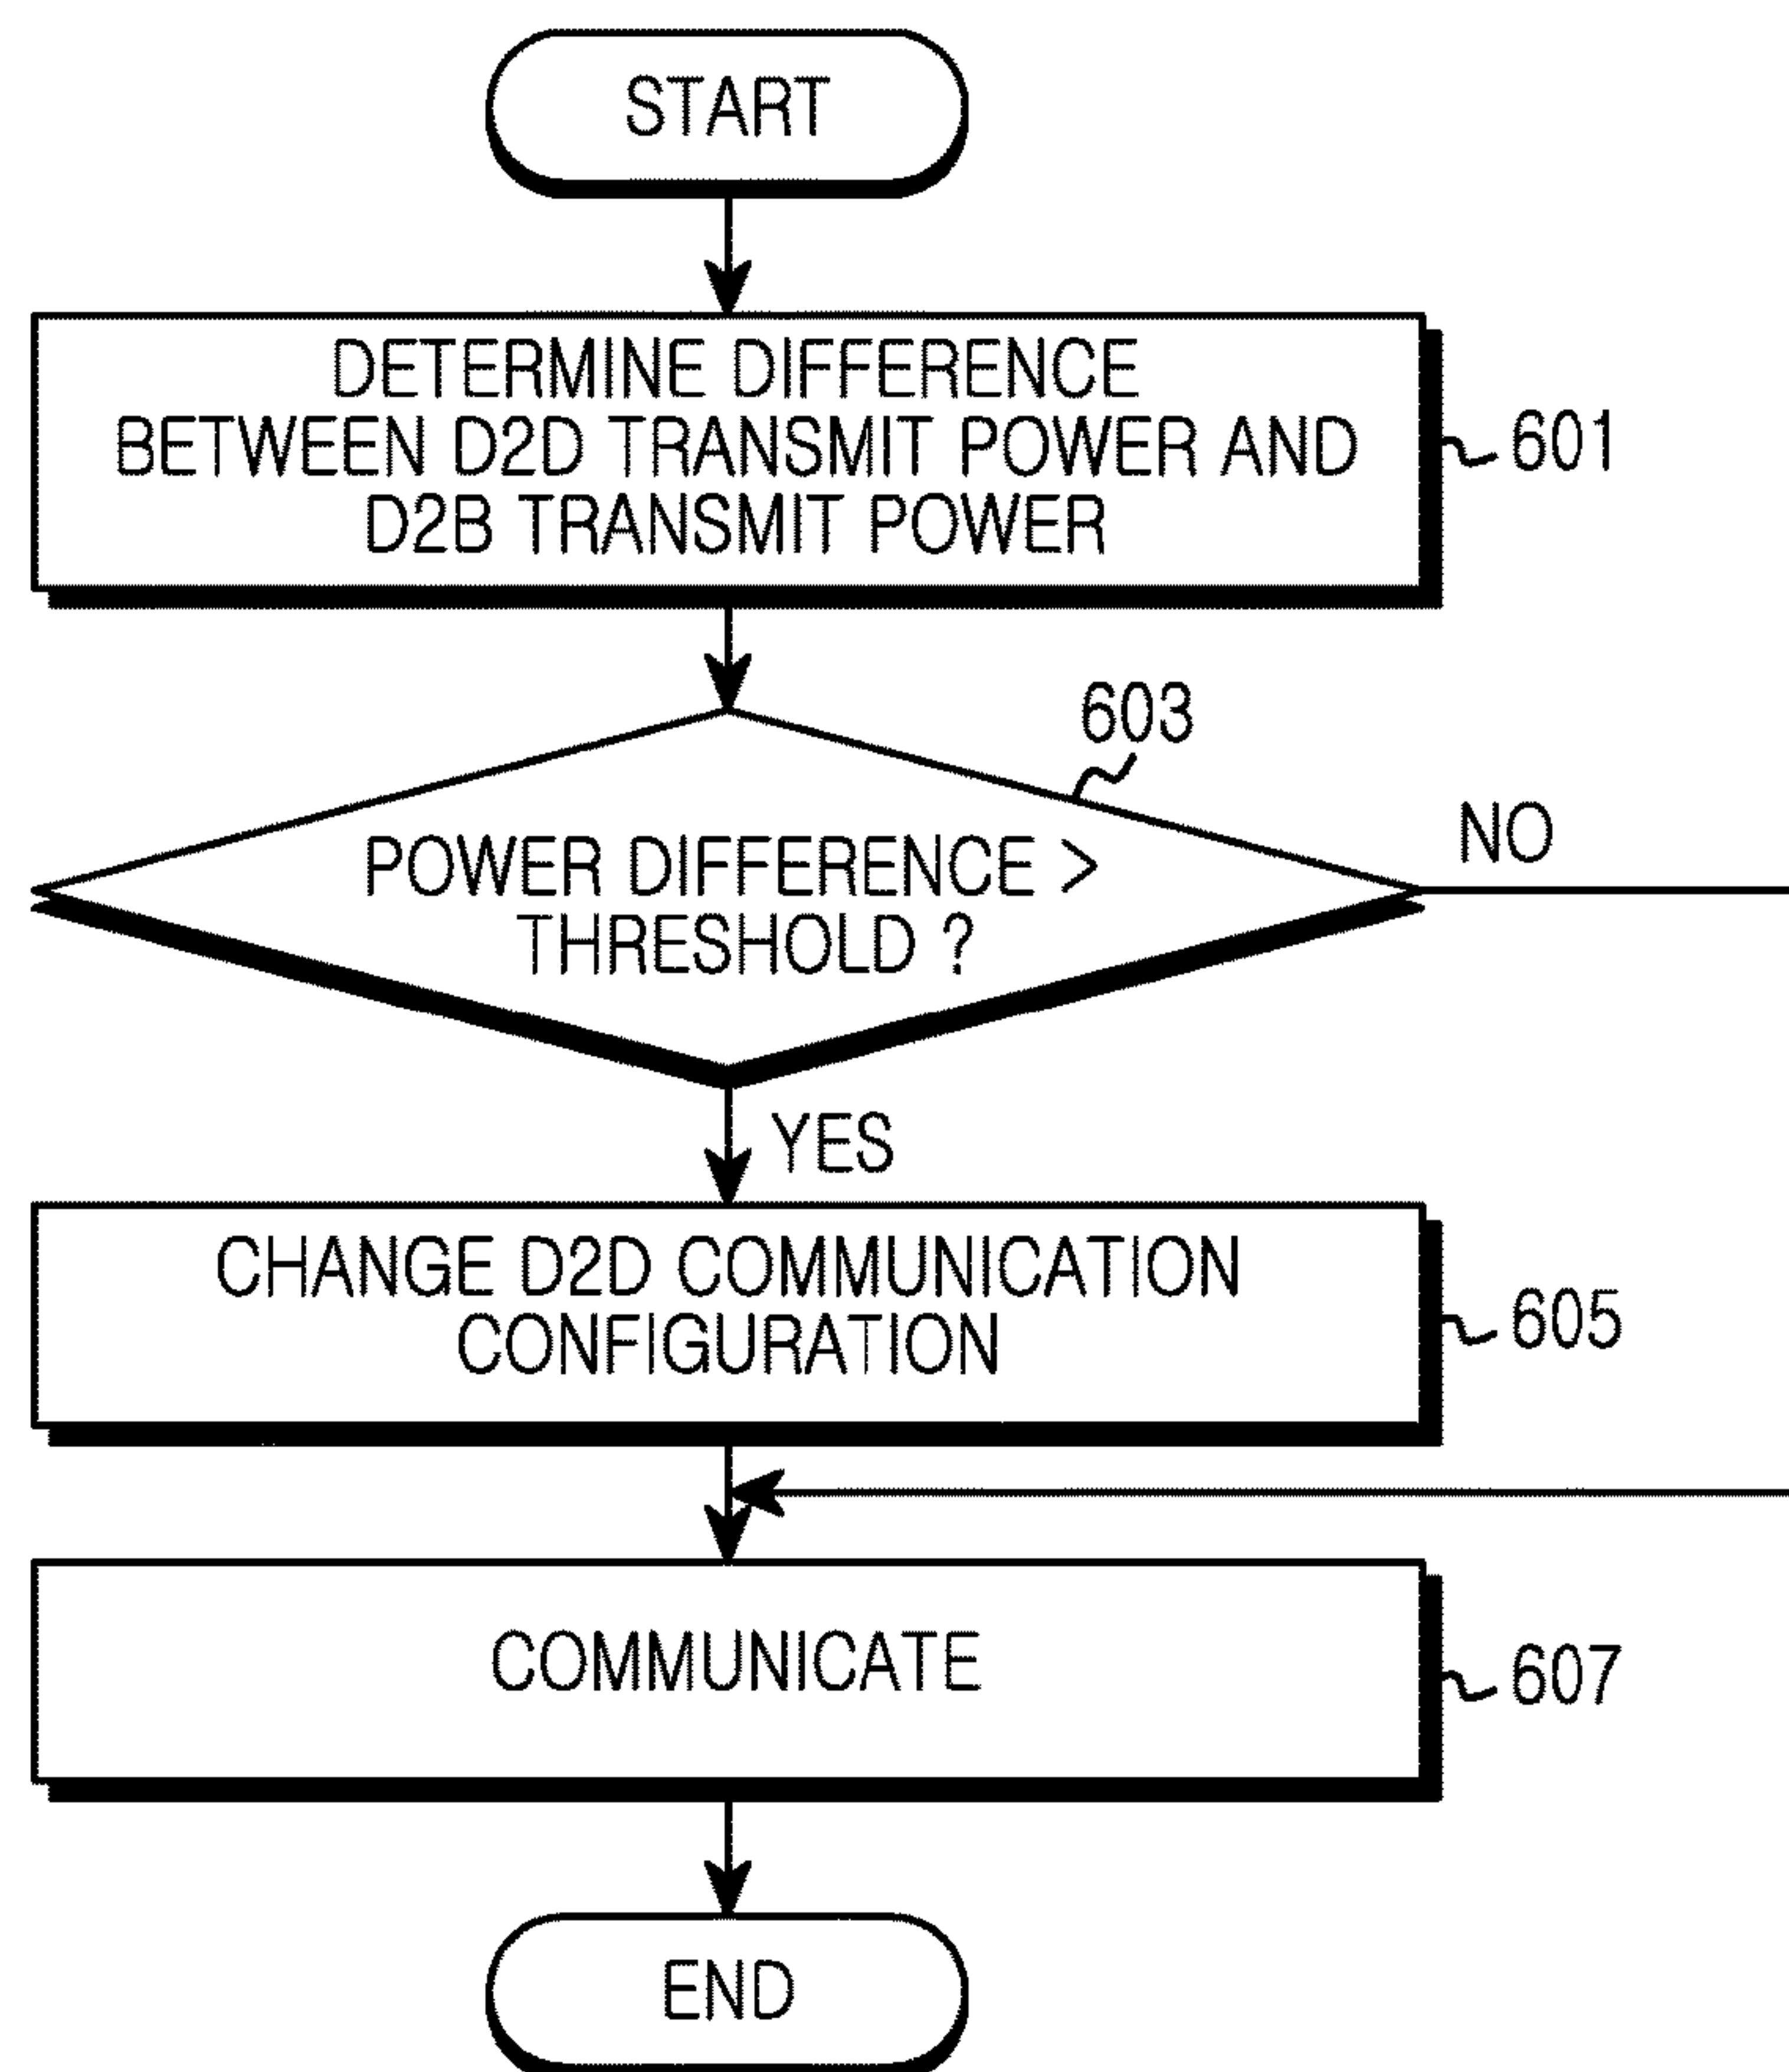 START
DETERMINE DIFFERENCE
BETWEEN D2D TRANSMIT POWER AND
D2B TRANSMIT POWER
601
603
POWER DIFFERENCE >
THRESHOLD ?
NO
YES
CHANGE D2D COMMUNICATION
CONFIGURATION
605
COMMUNICATE
607
END